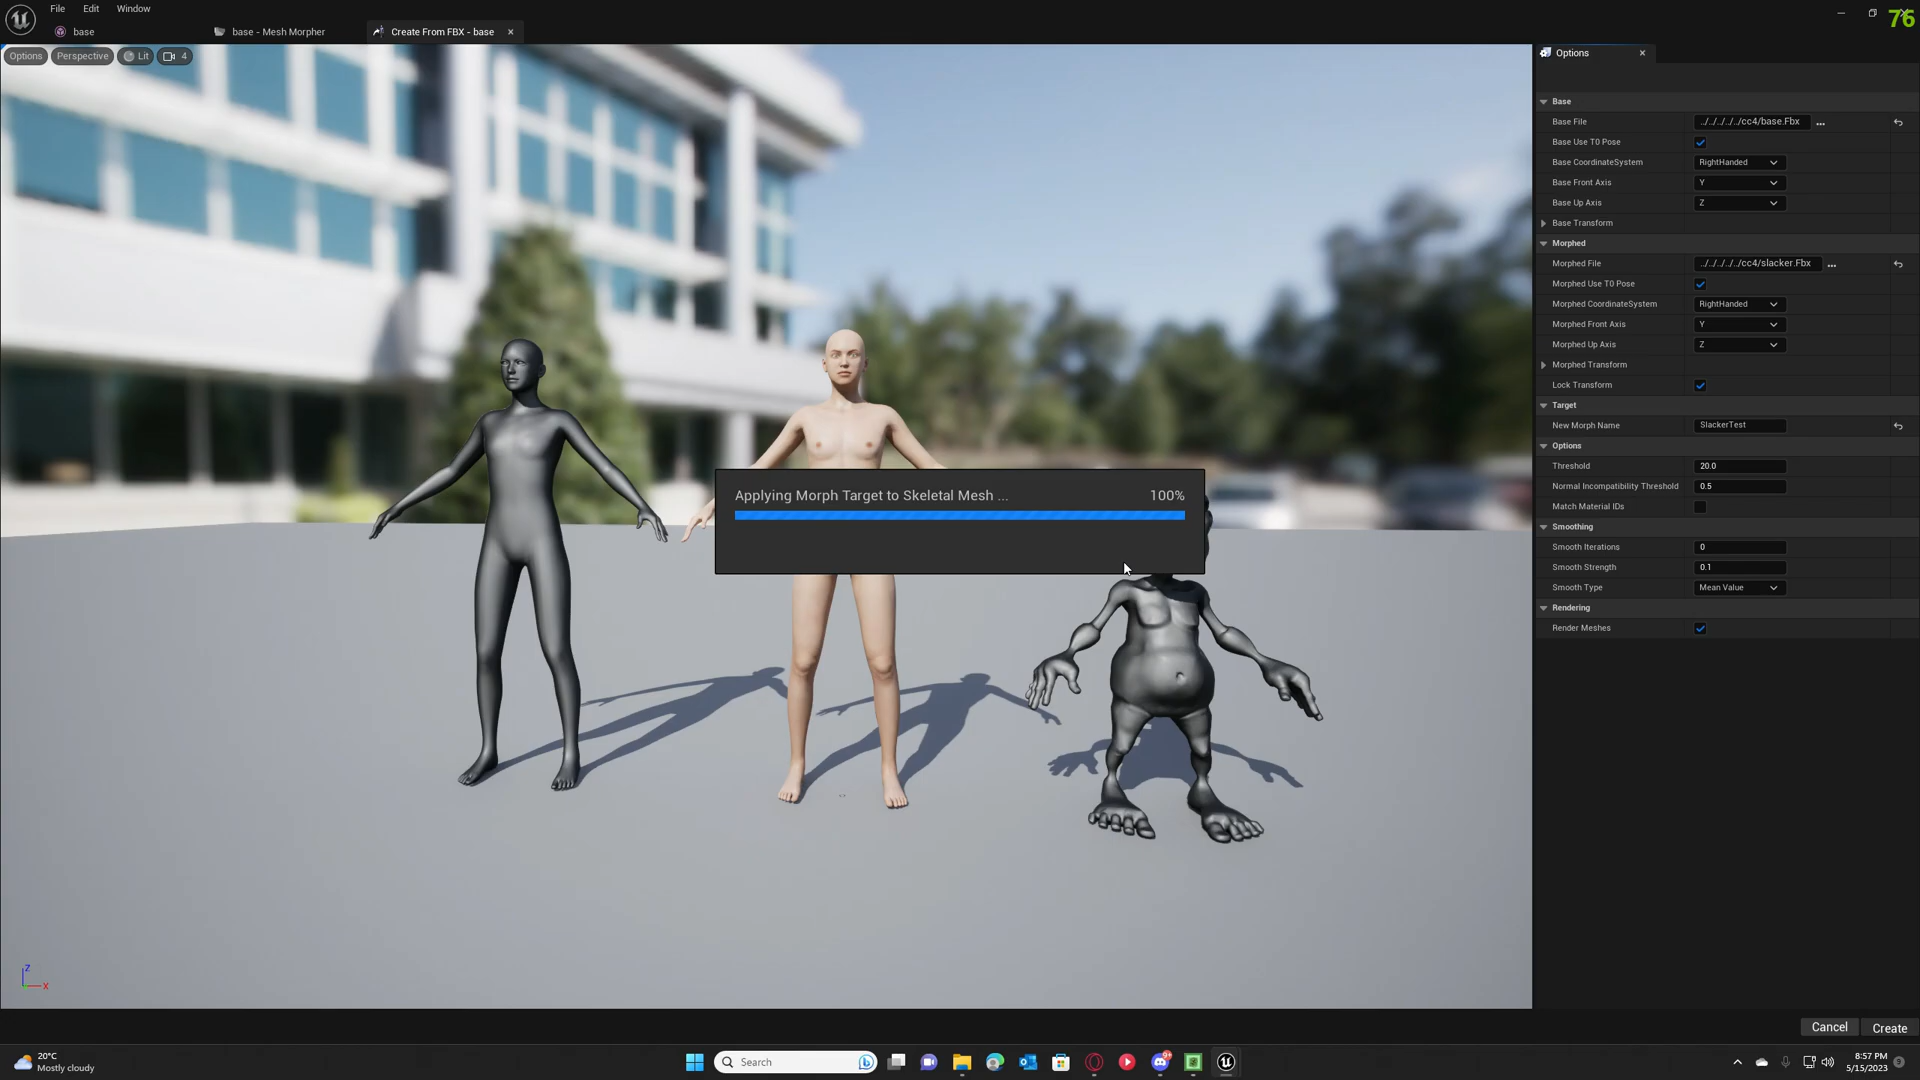 File Edit Window
76
base
base - Mesh Morpher
Create From FBX - base
Options
Perspective
Lit
4
Options
Base
Base File ../../../../../cc4/base.Fbx ...
Base Use T0 Pose
Base CoordinateSystem RightHanded
Base Front Axis Y
Base Up Axis Z
Base Transform
Morphed
Morphed File ../../../../../cc4/slacker.Fbx ...
Morphed Use T0 Pose
Morphed CoordinateSystem RightHanded
Morphed Front Axis Y
Morphed Up Axis Z
Morphed Transform
Lock Transform
Target
New Morph Name SlackerTest
Options
Threshold 20.0
Normal Incompatibility Threshold 0.5
Match Material IDs
Smoothing
Smooth Iterations 0
Smooth Strength 0.1
Smooth Type Mean Value
Rendering
Render Meshes
Applying Morph Target to Skeletal Mesh ... 100%
Z
X
Cancel Create
20°C
Mostly cloudy
Search
9+
8:57 PM
5/15/2023